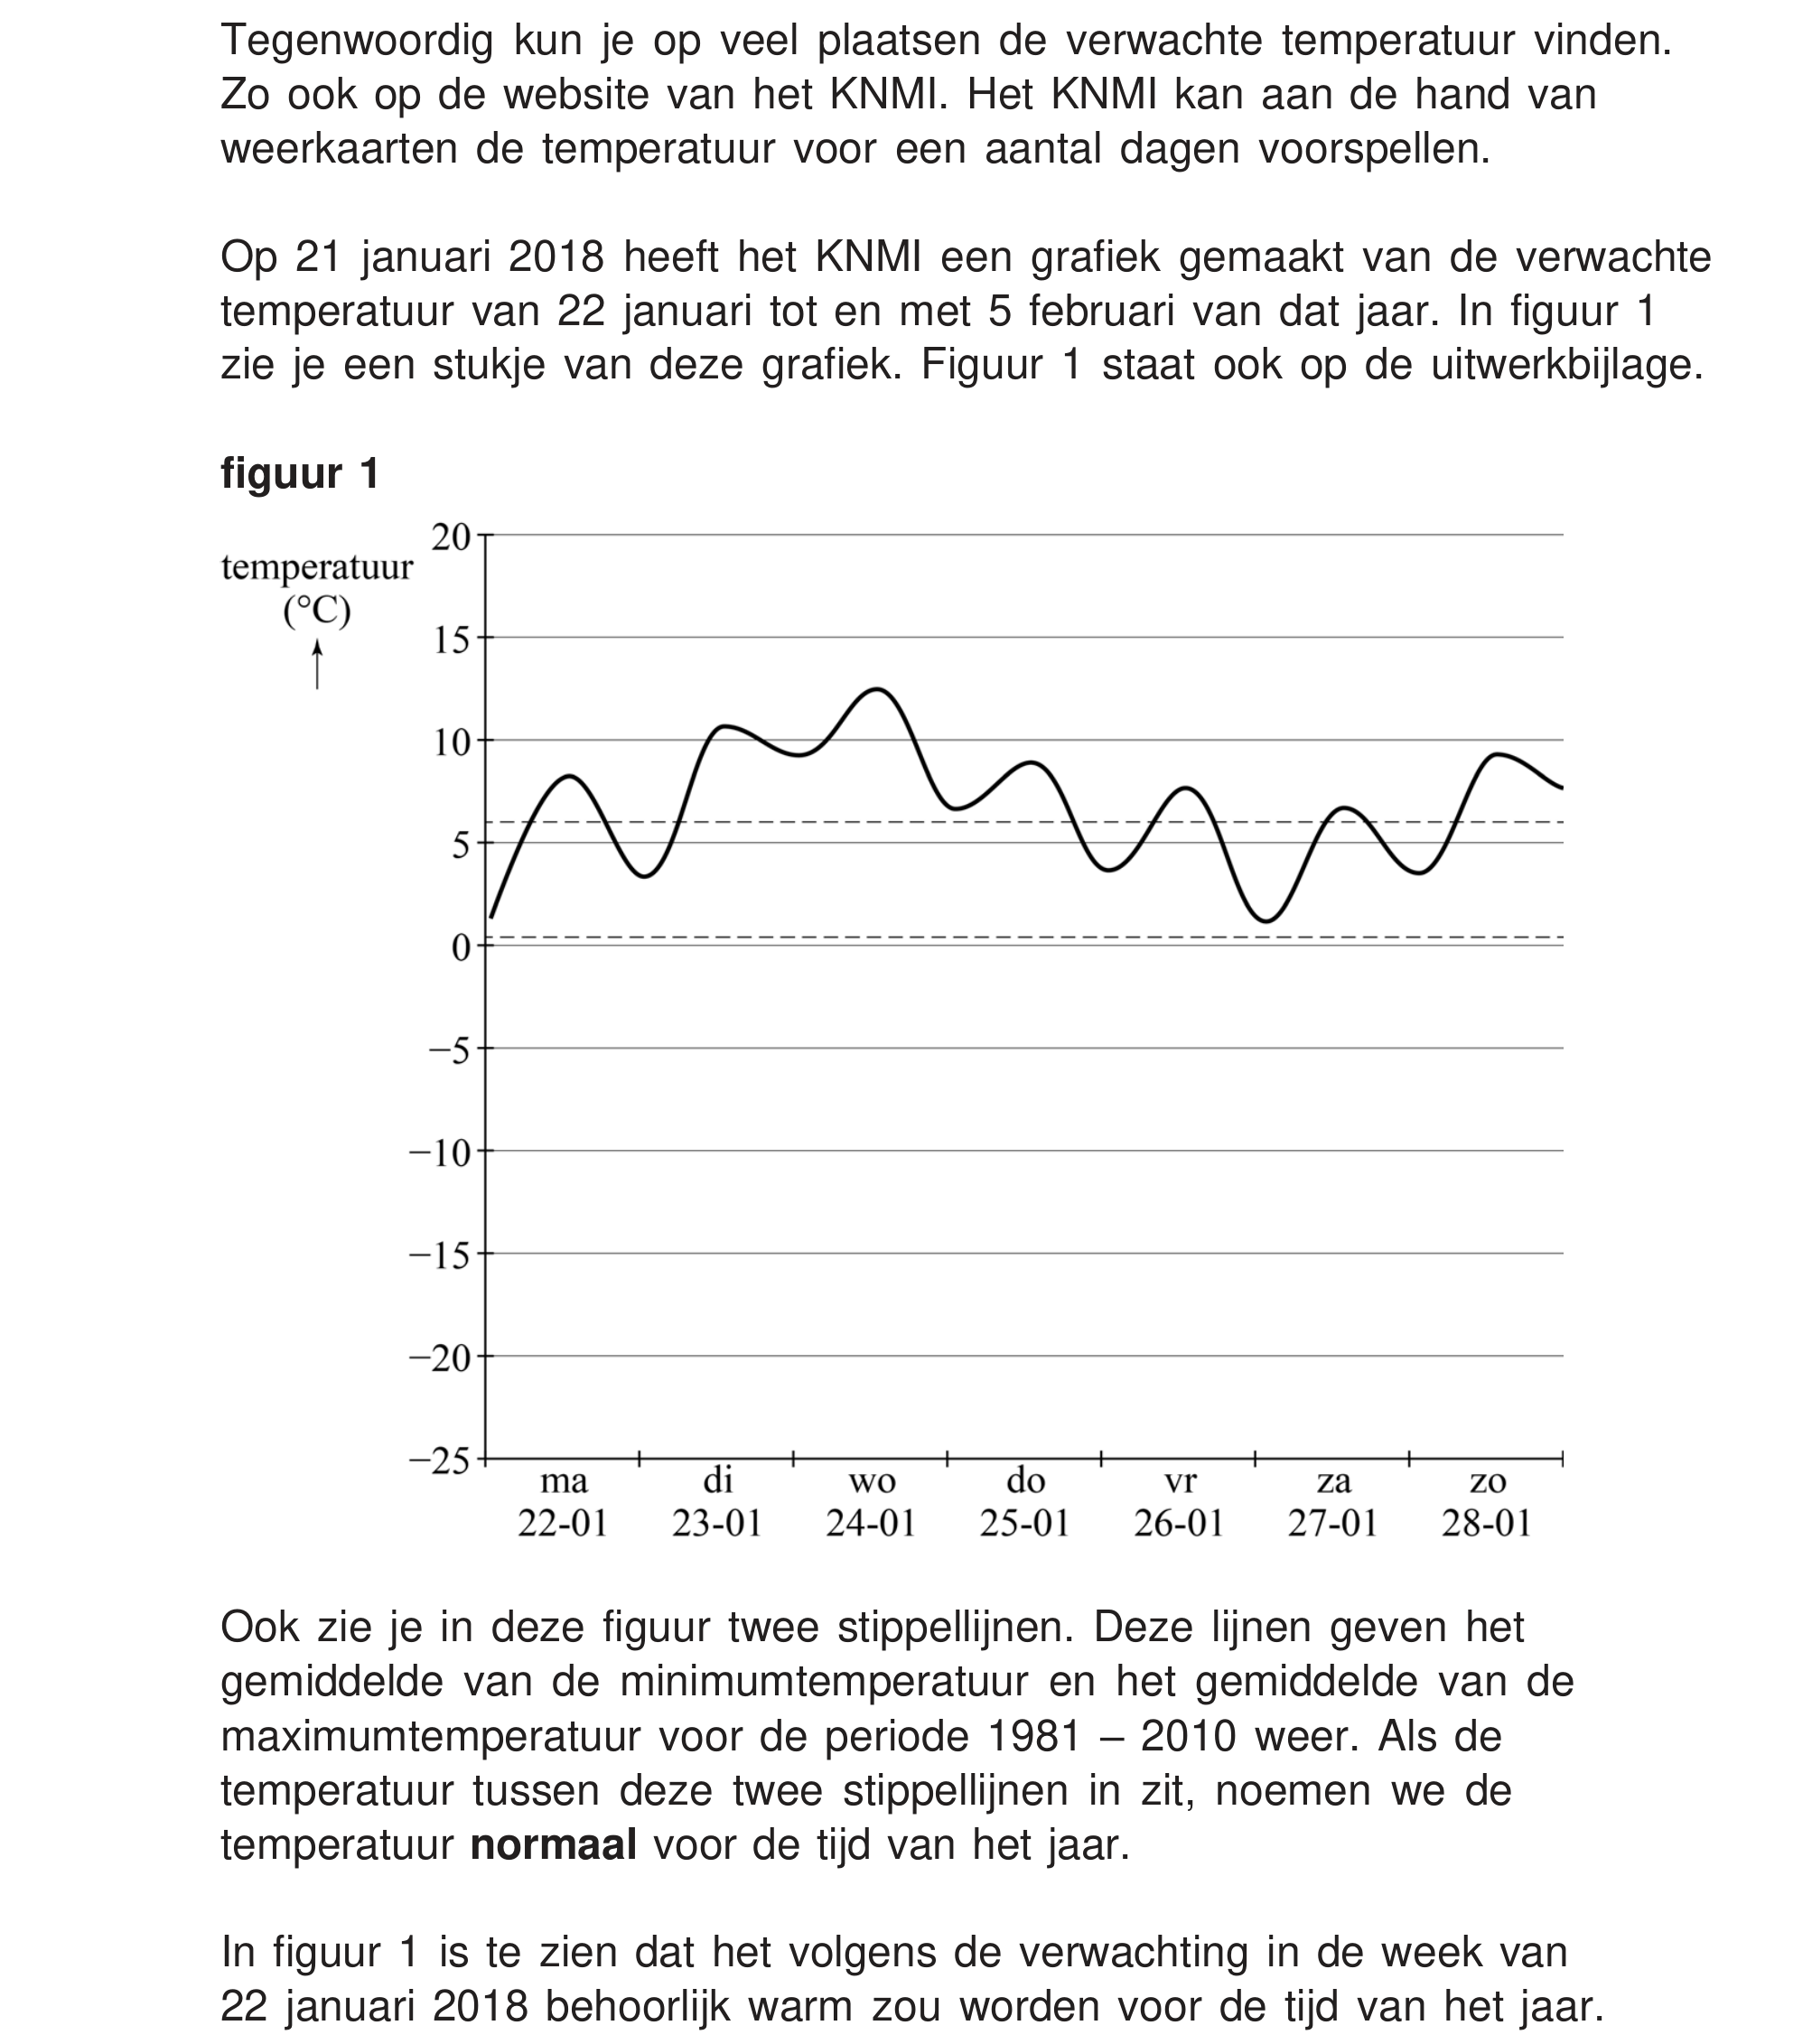 Tegenwoordig kun je op veel plaatsen de verwachte temperatuur vinden.
Zo ook op de website van het KNMI. Het KNMI kan aan de hand van
weerkaarten de temperatuur voor een aantal dagen voorspellen.
Op 21 januari 2018 heeft het KNMI een grafiek gemaakt van de verwachte
temperatuur van 22 januari tot en met 5 februari van dat jaar. In figuur 1
zie je een stukje van deze grafiek. Figuur 1 staat ook op de uitwerkbijlage.
figuur 1
temperatuur
(°C)
20
15
10
5
0
−5
−10
−15
−20
−25
ma di wo do vr za zo
22-01 23-01 24-01 25-01 26-01 27-01 28-01
Ook zie je in deze figuur twee stippellijnen. Deze lijnen geven het
gemiddelde van de minimumtemperatuur en het gemiddelde van de
maximumtemperatuur voor de periode 1981 – 2010 weer. Als de
temperatuur tussen deze twee stippellijnen in zit, noemen we de
temperatuur normaal voor de tijd van het jaar.
In figuur 1 is te zien dat het volgens de verwachting in de week van
22 januari 2018 behoorlijk warm zou worden voor de tijd van het jaar.